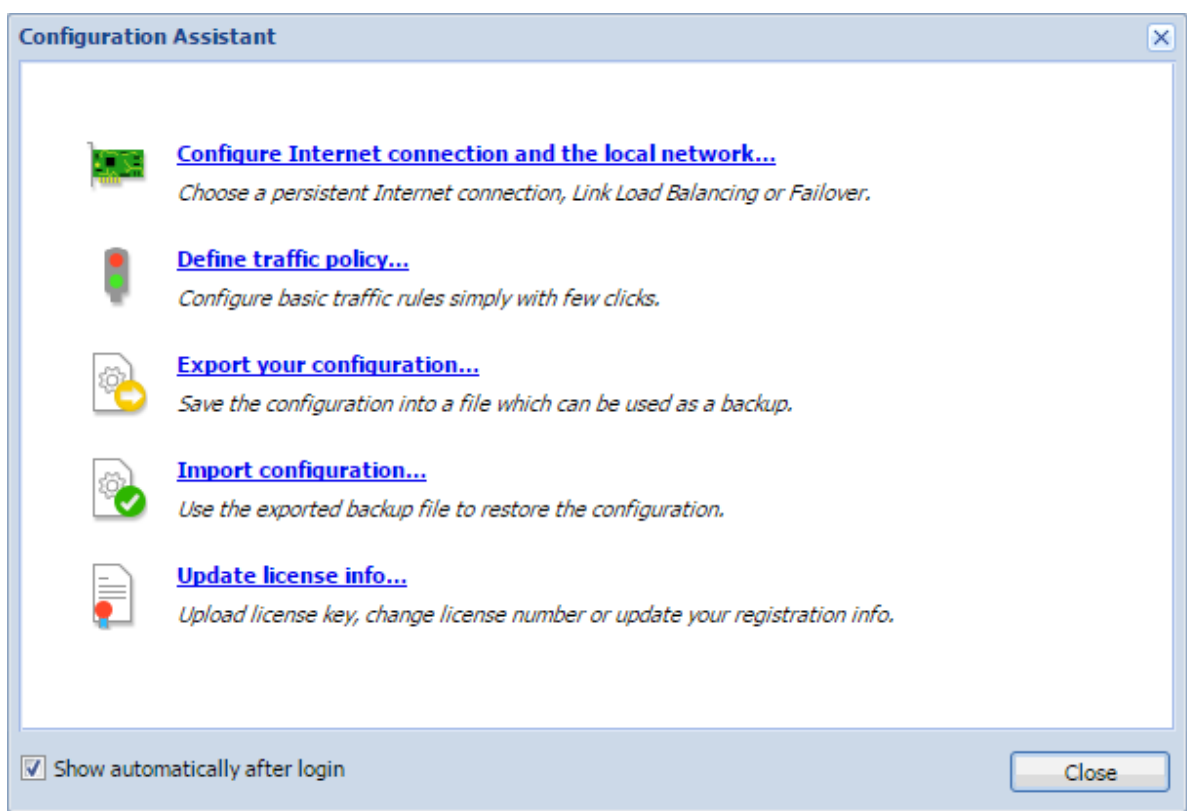 Configuration Assistant
Configure Internet connection and the local network...
Choose a persistent Internet connection, Link Load Balancing or Failover.
Define traffic policy...
Configure basic traffic rules simply with few clicks.
Export your configuration...
Save the configuration into a file which can be used as a backup.
Import configuration...
Use the exported backup file to restore the configuration.
Update license info...
Upload license key, change license number or update your registration info.
Show automatically after login
Close